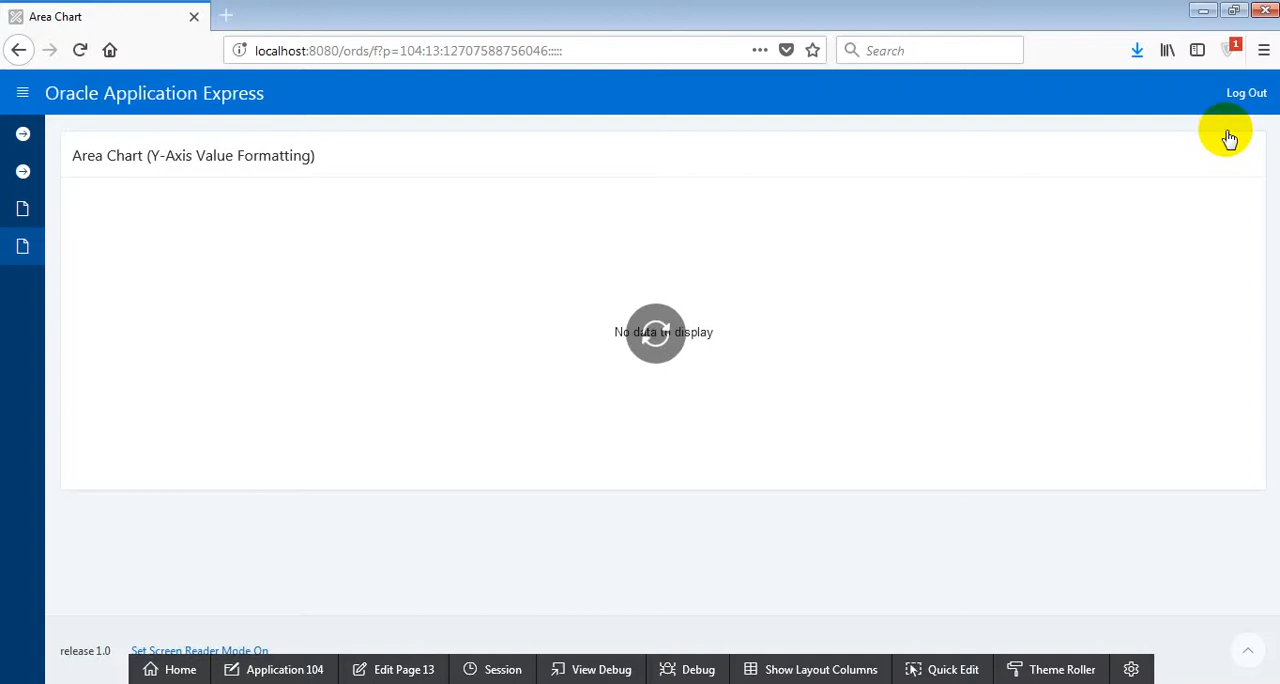 Area Chart
localhost:8080/ords/f?p=104:13:12707588756046:::::
Search
1
Oracle Application Express
Log Out
Area Chart (Y-Axis Value Formatting)
No data to display
release 1.0
Set Screen Reader Mode On
Home
Application 104
Edit Page 13
Session
View Debug
Debug
Show Layout Columns
Quick Edit
Theme Roller